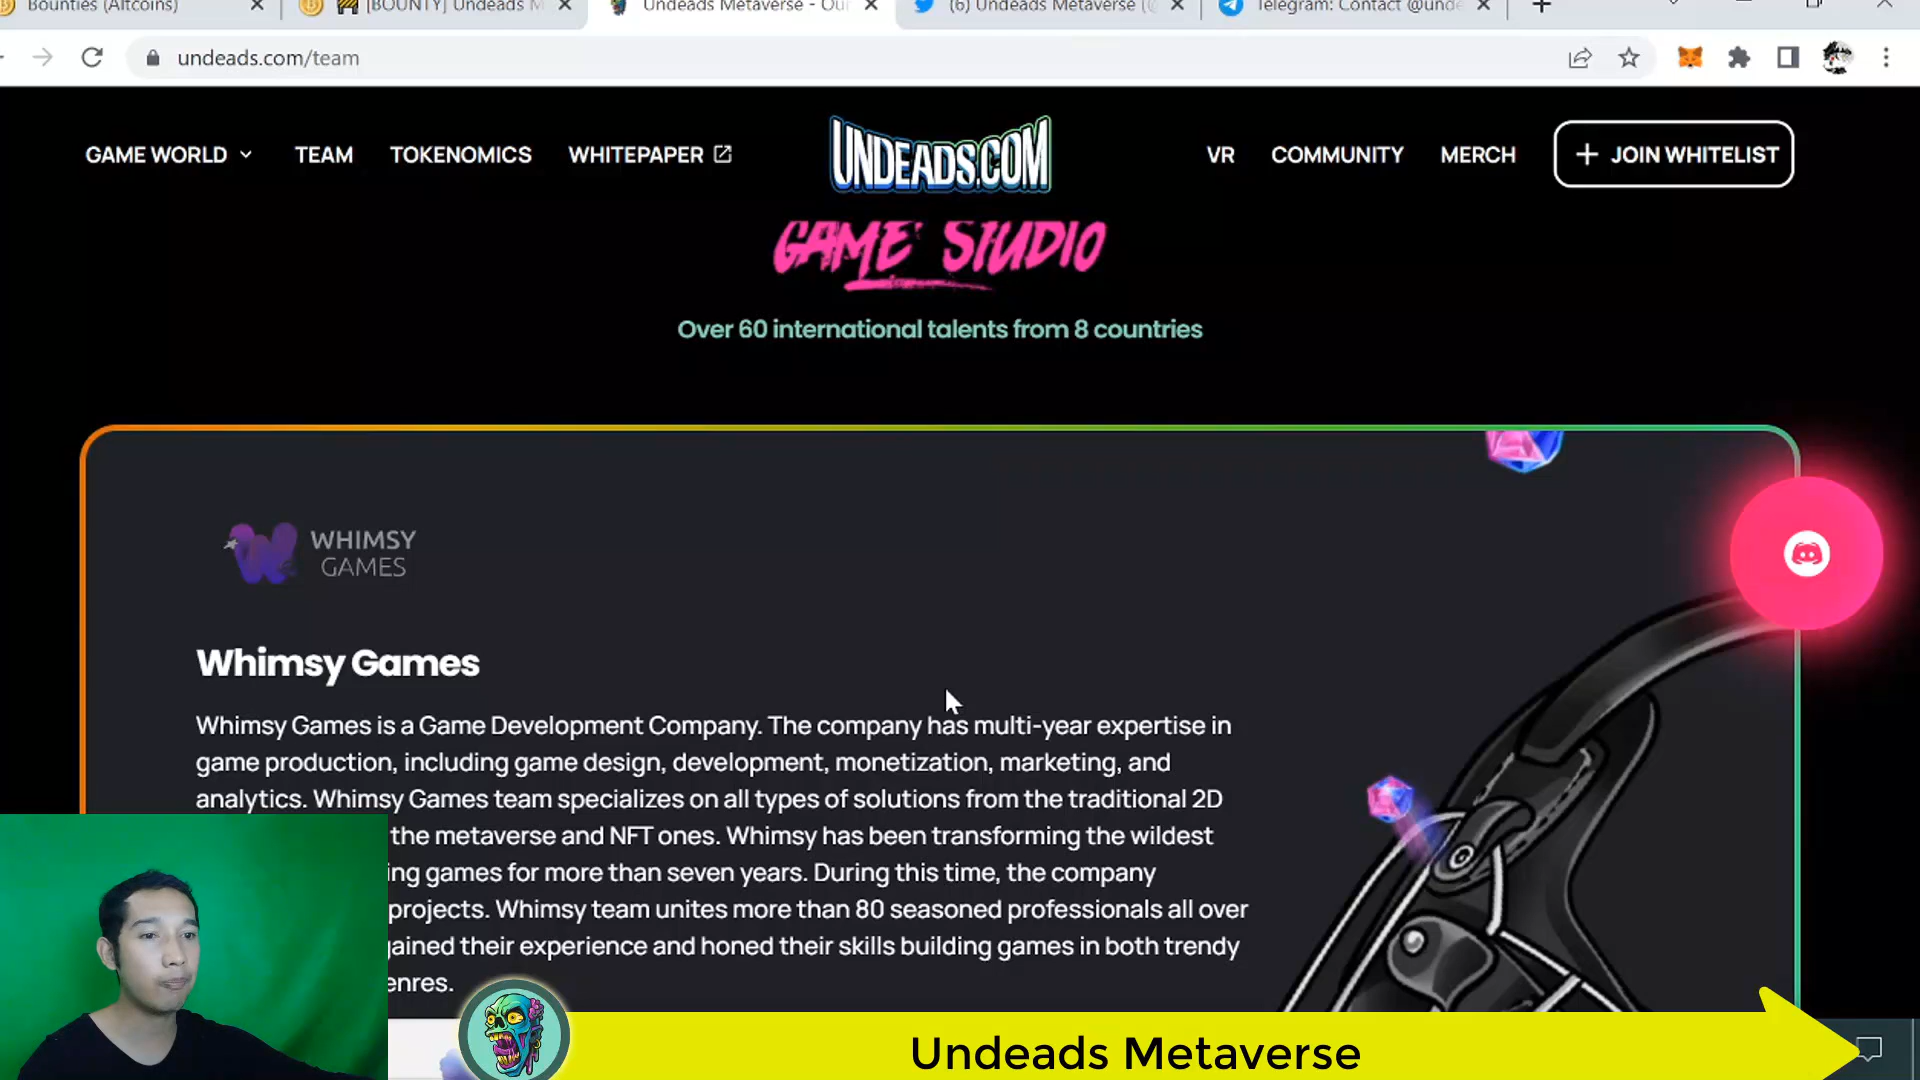 Bounties (Altcoins)
[BOUNTY] Undeads M
Undeads Metaverse - Our
(6) Undeads Metaverse (@
Telegram: Contact @unde
undeads.com/team
GAME WORLD TEAM TOKENOMICS WHITEPAPER UNDEADS.COM VR COMMUNITY MERCH + JOIN WHITELIST
GAME STUDIO
Over 60 international talents from 8 countries
WHIMSY
GAMES
Whimsy Games
Whimsy Games is a Game Development Company. The company has multi-year expertise in
game production, including game design, development, monetization, marketing, and
analytics. Whimsy Games team specializes on all types of solutions from the traditional 2D
the metaverse and NFT ones. Whimsy has been transforming the wildest
ing games for more than seven years. During this time, the company
projects. Whimsy team unites more than 80 seasoned professionals all over
gained their experience and honed their skills building games in both trendy
enres.
Undeads Metaverse